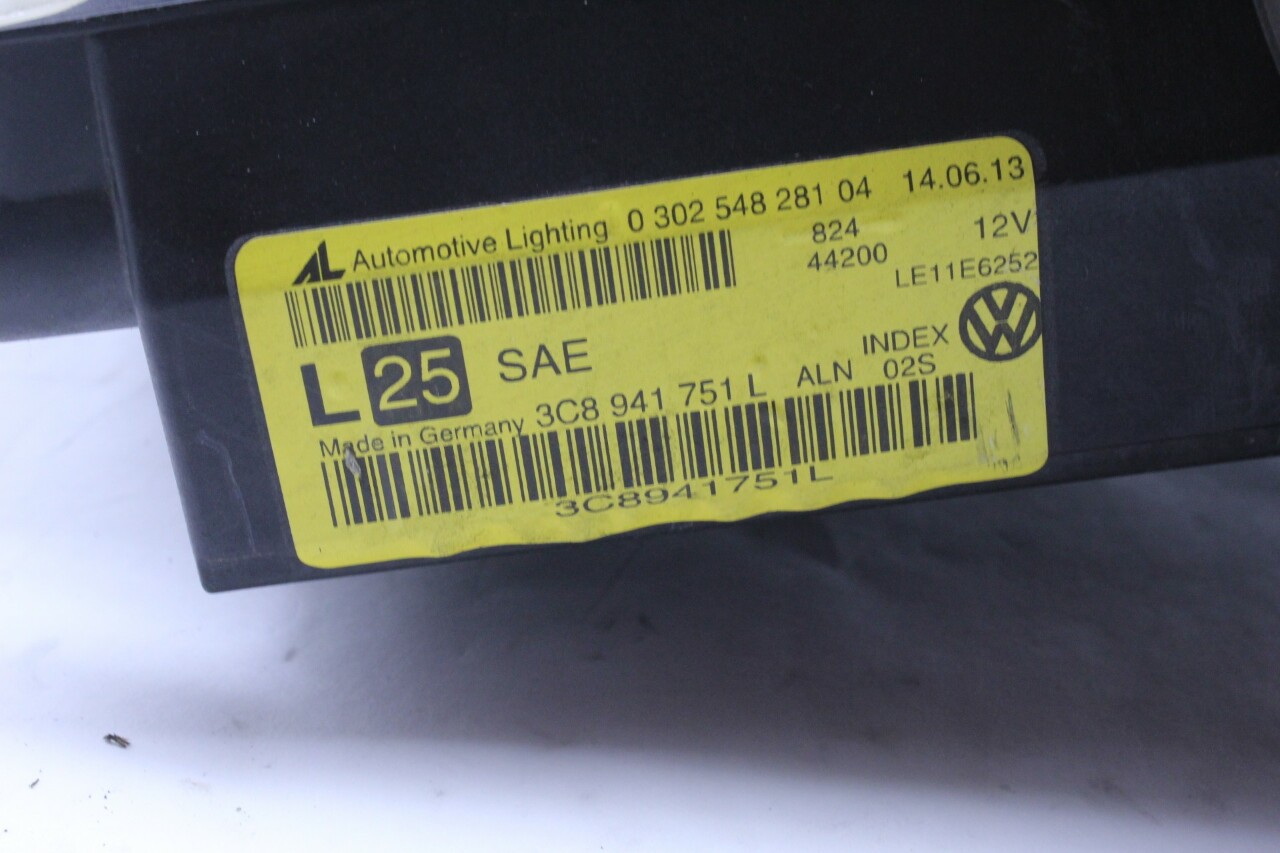 AL Automotive Lighting 0 302 548 281 04 14.06.13
824 12V
44200 LE11E6252
L 25 SAE INDEX
Made in Germany 3C8 941 751 L ALN 02S
3C8941751L